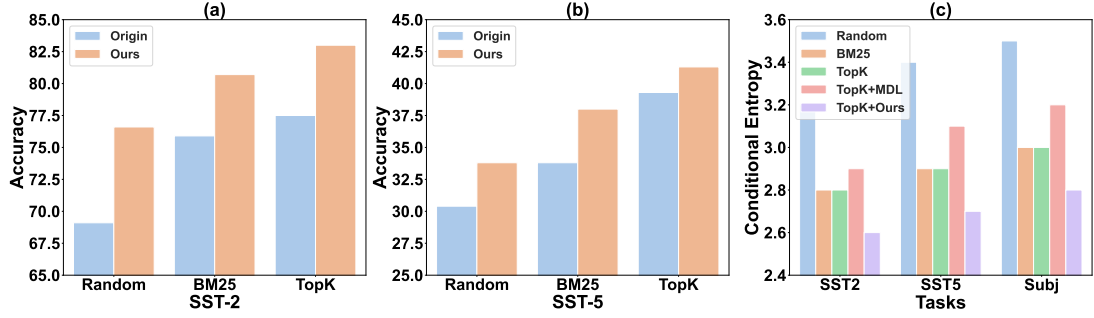 (a)
85.0
82.5
80.0
77.5
75.0
72.5
70.0
67.5
65.0
Accuracy
Origin
Ours
Random BM25 TopK
SST-2
(b)
45.0
42.5
40.0
37.5
35.0
32.5
30.0
27.5
25.0
Accuracy
Origin
Ours
Random BM25 TopK
SST-5
(c)
3.6
3.4
3.2
3.0
2.8
2.6
2.4
Conditional Entropy
Random
BM25
TopK
TopK+MDL
TopK+Ours
SST2 SST5 Subj
Tasks